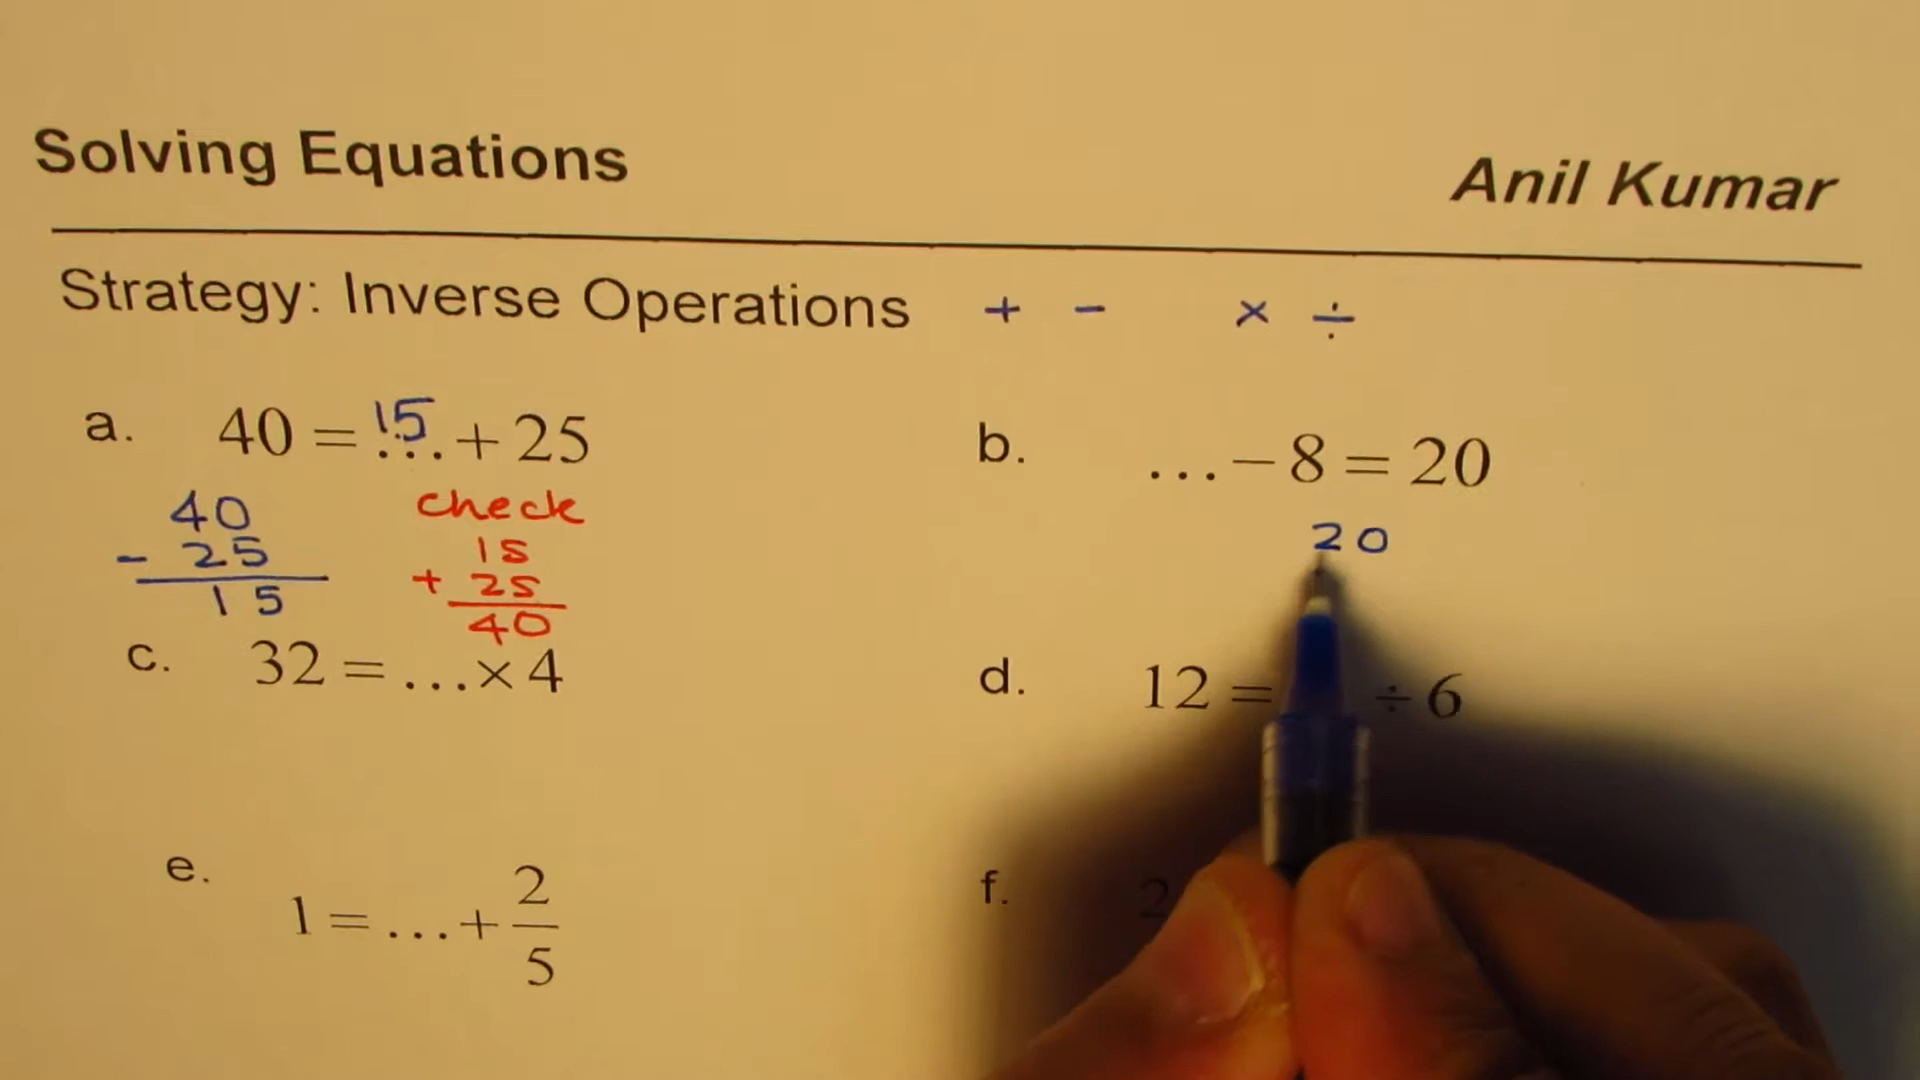 Solving Equations
Anil Kumar
Strategy: Inverse Operations + - × ÷
a. 40 = 15 ... + 25
40
- 25
15
check
15
+ 25
40
b. ... - 8 = 20
20
c. 32 = ... × 4
d. 12 = ÷ 6
e. 1 = ... + 2/5
f. 2